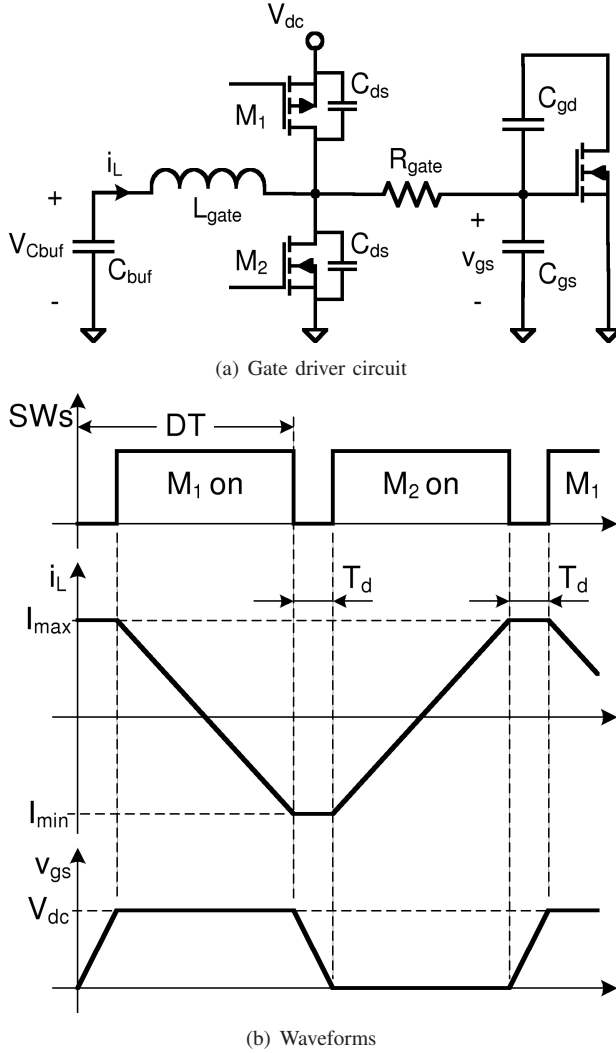 V_dc
C_ds
M_1
C_gd
R_gate
i_L
+
L_gate
V_Cbuf
C_buf
-
M_2
C_ds
+
v_gs
-
C_gs
(a) Gate driver circuit
SWs
DT
M_1 on
M_2 on
M_1
i_L
T_d
T_d
I_max
I_min
v_gs
V_dc
(b) Waveforms